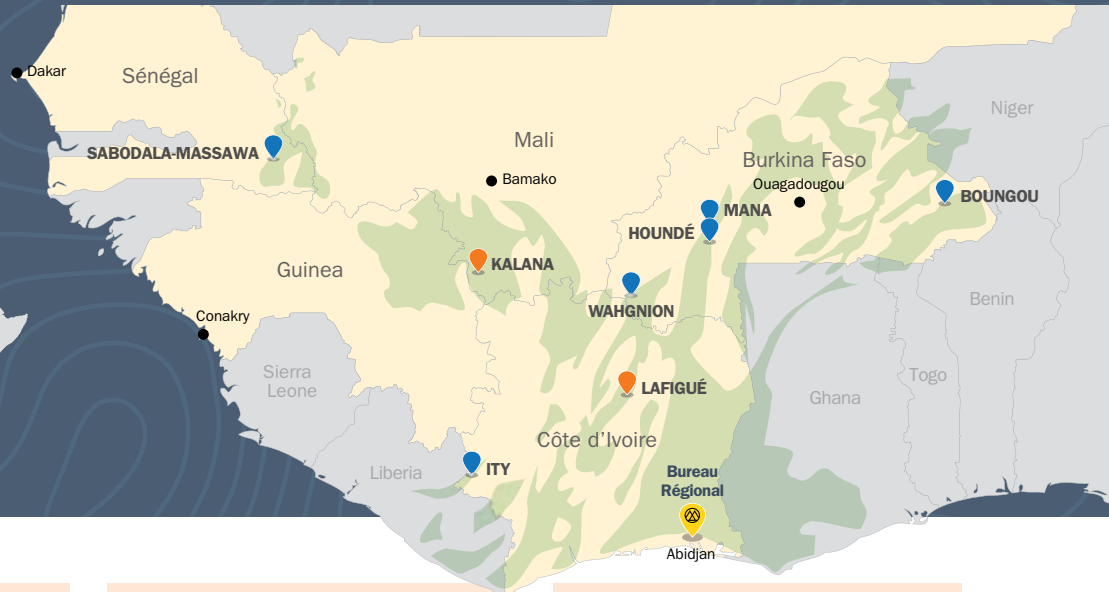 Dakar
Sénégal
Niger
Mali
SABODALA-MASSAWA
Burkina Faso
Bamako
Ouagadougou
BOUNGOU
MANA
HOUNDÉ
Guinea
KALANA
Benin
WAHGNION
Conakry
Sierra
Leone
Togo
LAFIGUÉ
Ghana
Côte d'Ivoire
Liberia
ITY
Bureau
Régional
Abidjan